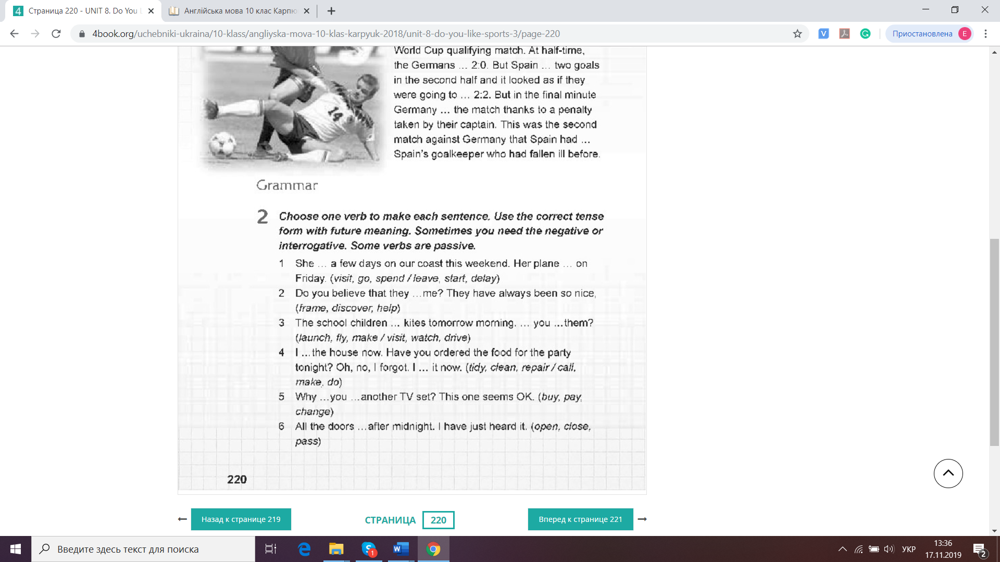 4 Страница 220 - UNIT 8. Do You L
Англійська мова 10 клас Карпю
4book.org/uchebniki-ukraina/10-klass/angliyska-mova-10-klas-karpyuk-2018/unit-8-do-you-like-sports-3/page-220
V
G
Приостановлена E
World Cup qualifying match. At half-time,
the Germans ... 2:0. But Spain ... two goals
in the second half and it looked as if they
were going to ... 2:2. But in the final minute
Germany ... the match thanks to a penalty
taken by their captain. This was the second
match against Germany that Spain had ...
Spain's goalkeeper who had fallen ill before.
14
Grammar
2 Choose one verb to make each sentence. Use the correct tense
form with future meaning. Sometimes you need the negative or
interrogative. Some verbs are passive.
1 She ... a few days on our coast this weekend. Her plane ... on
Friday. (visit, go, spend / leave, start, delay)
2 Do you believe that they ...me? They have always been so nice,
(frame, discover, help)
3 The school children ... kites tomorrow morning. ... you ...them?
(launch, fly, make / visit, watch, drive)
4 I ...the house now. Have you ordered the food for the party
tonight? Oh, no, I forgot. I ... it now. (tidy, clean, repair / call,
make, do)
5 Why ...you ...another TV set? This one seems OK. (buy, pay,
change)
6 All the doors ...after midnight. I have just heard it. (open, close,
pass)
220
Назад к странице 219
СТРАНИЦА 220
Вперед к странице 221
Введите здесь текст для поиска
1
УКР
13:36
17.11.2019
2